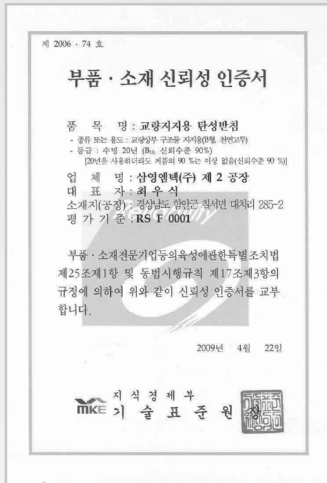 제 2006 - 74 호
부품 · 소재 신뢰성 인증서
품 목 명 : 교량지지용 탄성받침
- 종류 또는 용도 : 교량상부 구조물 지지용(B형, 천연고무)
- 등급 : 수명 20년 (B₁₀, 신뢰수준 90%)
[20년을 사용하더라도 제품의 90 %는 이상 없음(신뢰수준 90 %)]
업 체 명 : 삼영엠텍(주) 제 2 공장
대 표 자 : 최 우 식
소재지(공장) : 경상남도 함안군 칠서면 대치리 285-2
평 가 기 준 : RS F 0001
부품 · 소재전문기업등의육성에관한특별조치법
제25조제1항 및 동법시행규칙 제17조제3항의
규정에 의하여 위와 같이 신뢰성 인증서를 교부
합니다.
2009년 4월 22일
지 식 경 제 부
MKE 기 술 표 준 원 장